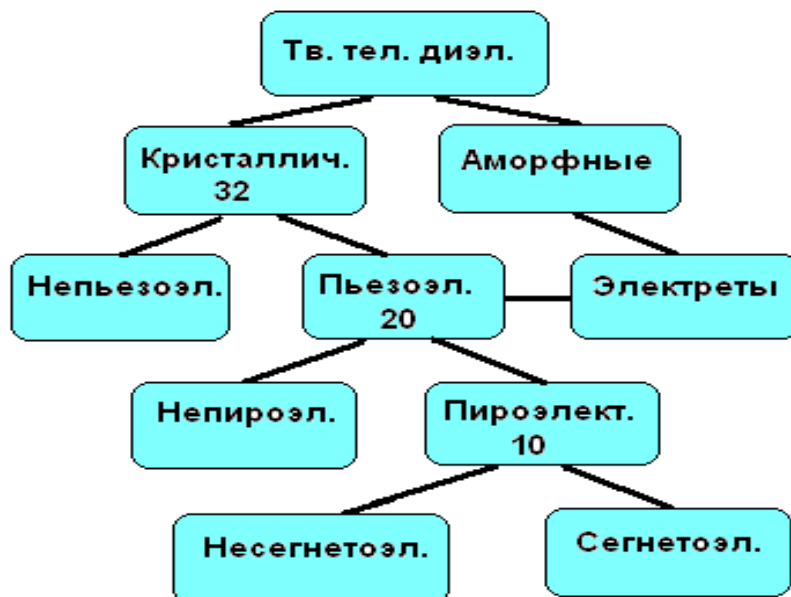 Тв. тел. диэл.
Кристаллич.
32
Аморфные
Непьезоэл.
Пьезоэл.
20
Электреты
Непироэл.
Пироэлект.
10
Несегнетоэл.
Сегнетоэл.